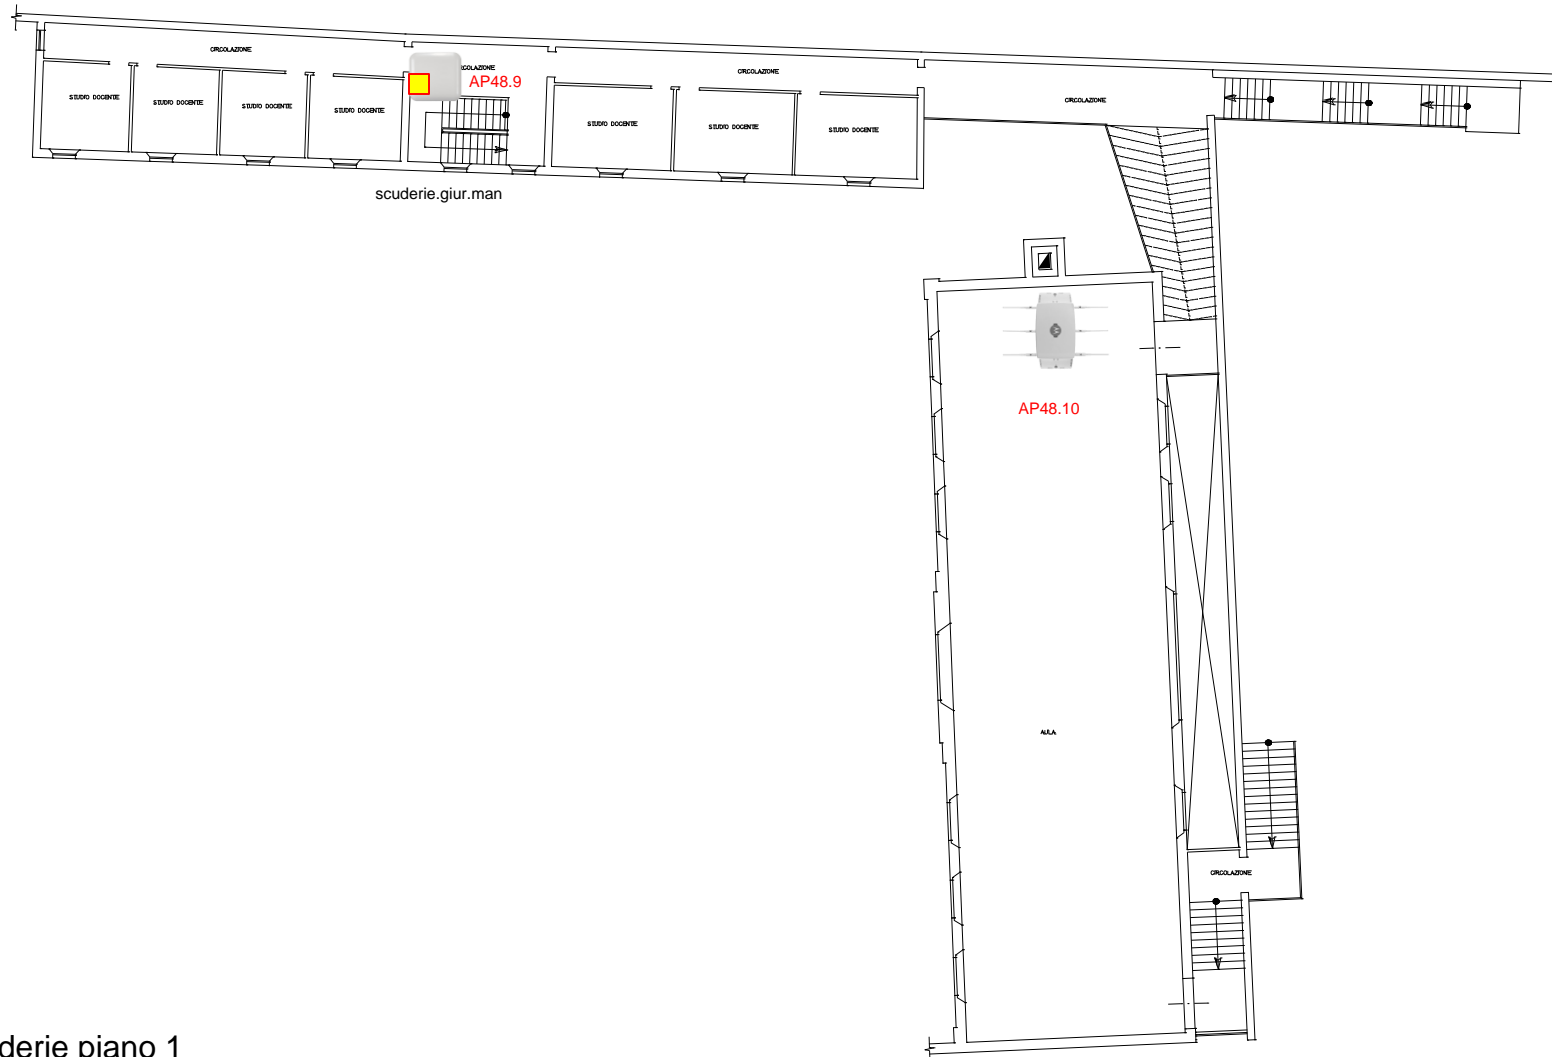 CIRCOLAZIONE
CIRCOLAZIONE
AP48.9
CIRCOLAZIONE
CIRCOLAZIONE
STUDIO DOCENTE
STUDIO DOCENTE
STUDIO DOCENTE
STUDIO DOCENTE
STUDIO DOCENTE
STUDIO DOCENTE
STUDIO DOCENTE
scuderie.giur.man
AP48.10
AULA
CIRCOLAZIONE
derie piano 1